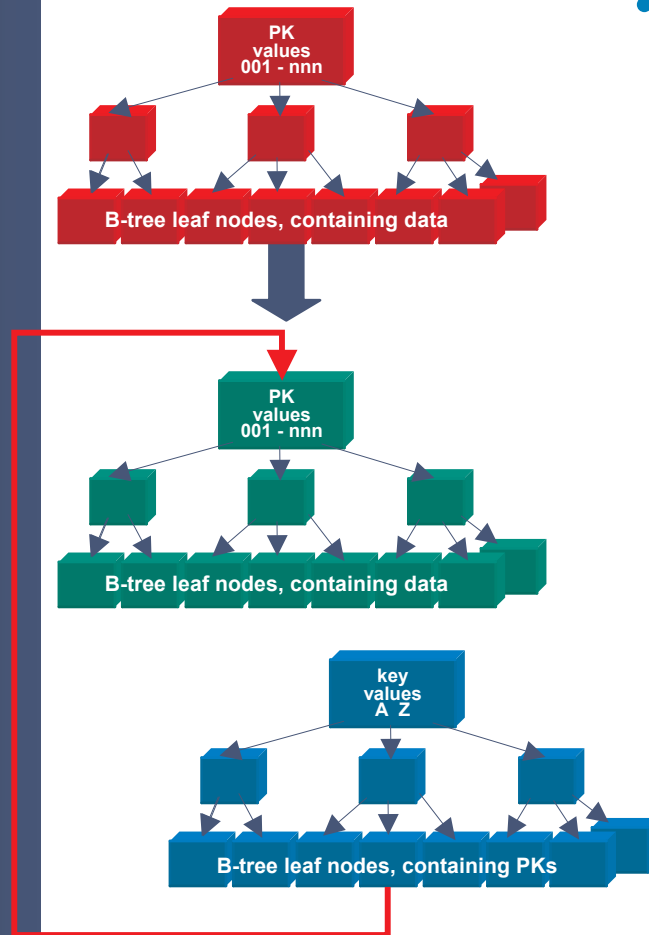 PK
values
001 - nnn
B-tree leaf nodes, containing data
PK
values
001 - nnn
B-tree leaf nodes, containing data
key
values
A Z
B-tree leaf nodes, containing PKs